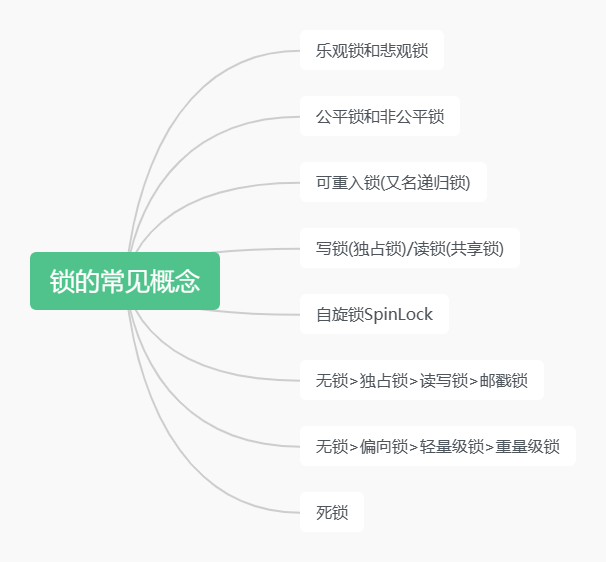 乐观锁和悲观锁
公平锁和非公平锁
可重入锁(又名递归锁)
写锁(独占锁)/读锁(共享锁)
锁的常见概念
自旋锁SpinLock
无锁>独占锁>读写锁>邮戳锁
无锁>偏向锁>轻量级锁>重量级锁
死锁